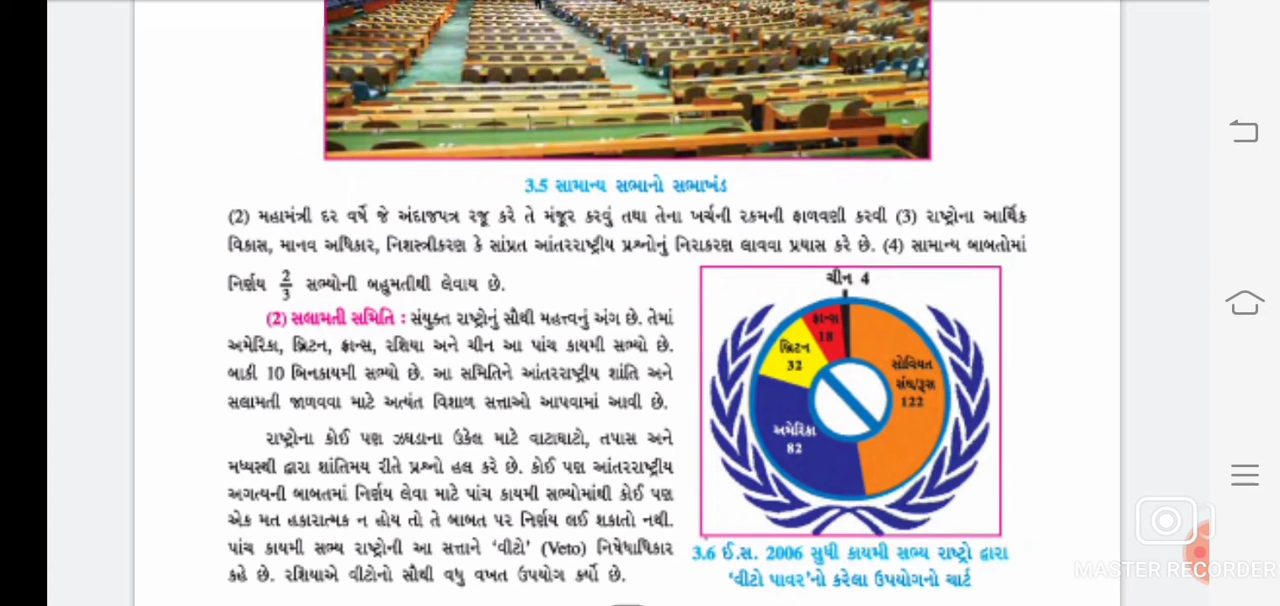 3.5 સામાન્ય સભાનો સભાખંડ
(2) મહામંત્રી દર વર્ષે જે અંદાજપત્ર રજૂ કરે તે મંજૂર કરવું તથા તેના ખર્ચની રકમની ફાળવણી કરવી (3) રાષ્ટ્રોના આર્થિક
વિકાસ, માનવ અધિકાર, નિશસ્ત્રીકરણ કે સાંપ્રત આંતરરાષ્ટ્રીય પ્રશ્નોનું નિરાકરણ લાવવા પ્રયાસ કરે છે. (4) સામાન્ય બાબતોમાં
નિર્ણય 2/3 સભ્યોની બહુમતીથી લેવાય છે.
(2) સલામતી સમિતિ : સંયુક્ત રાષ્ટ્રોનું સૌથી મહત્ત્વનું અંગ છે. તેમાં
અમેરિકા, બ્રિટન, ફ્રાન્સ, રશિયા અને ચીન આ પાંચ કાયમી સભ્યો છે.
બાકી 10 બિનકાયમી સભ્યો છે. આ સમિતિને આંતરરાષ્ટ્રીય શાંતિ અને
સલામતી જાળવવા માટે અત્યંત વિશાળ સત્તાઓ આપવામાં આવી છે.
રાષ્ટ્રોના કોઈ પણ ઝઘડાના ઉકેલ માટે વાટાઘાટો, તપાસ અને
મધ્યસ્થી દ્વારા શાંતિમય રીતે પ્રશ્નો હલ કરે છે. કોઈ પણ આંતરરાષ્ટ્રીય
અગત્યની બાબતમાં નિર્ણય લેવા માટે પાંચ કાયમી સભ્યોમાંથી કોઈ પણ
એક મત હકારાત્મક ન હોય તો તે બાબત પર નિર્ણય લઈ શકાતો નથી.
પાંચ કાયમી સભ્ય રાષ્ટ્રોની આ સત્તાને ‘વીટો’ (Veto) નિષેધાધિકાર
કહે છે. રશિયાએ વીટોનો સૌથી વધુ વખત ઉપયોગ કર્યો છે.
ચીન 4
ફ્રાન્સ
18
બ્રિટન
32
સોવિયત
સંઘ/રૂસ
122
અમેરિકા
82
3.6 ઈ.સ. 2006 સુધી કાયમી સભ્ય રાષ્ટ્રો દ્વારા
‘વીટો પાવર’નો કરેલા ઉપયોગનો ચાર્ટ
MASTER RECORDER